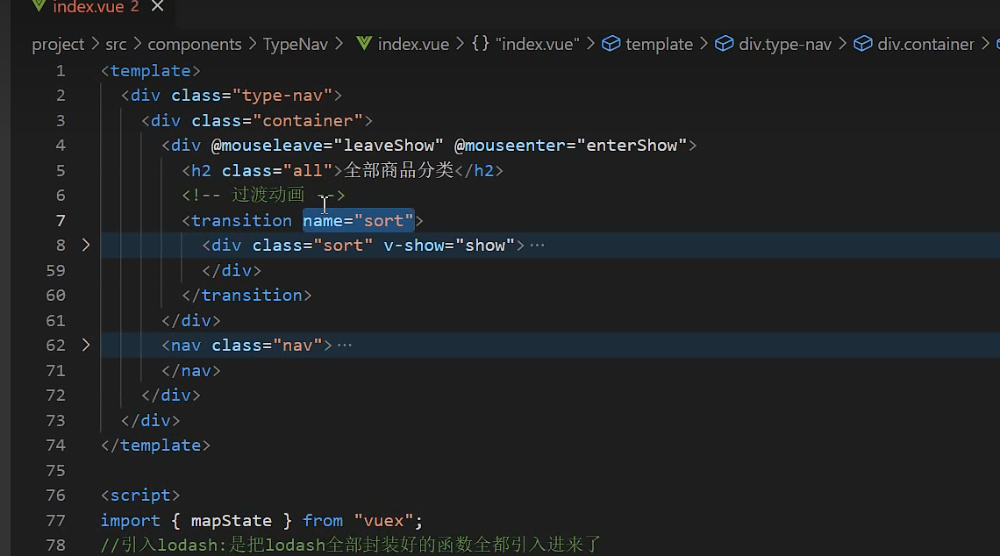 index.vue 2 ×
project > src > components > TypeNav > index.vue > {} "index.vue" > template > div.type-nav > div.container >
1 <template>
2 <div class="type-nav">
3 <div class="container">
4 <div @mouseleave="leaveShow" @mouseenter="enterShow">
5 <h2 class="all">全部商品分类</h2>
6 <!-- 过渡动画 -->
7 <transition name="sort">
8 > <div class="sort" v-show="show">···
59 </div>
60 </transition>
61 </div>
62 > <nav class="nav">···
71 </nav>
72 </div>
73 </div>
74 </template>
75
76 <script>
77 import { mapState } from "vuex";
78 //引入lodash:是把lodash全部封装好的函数全都引入进来了